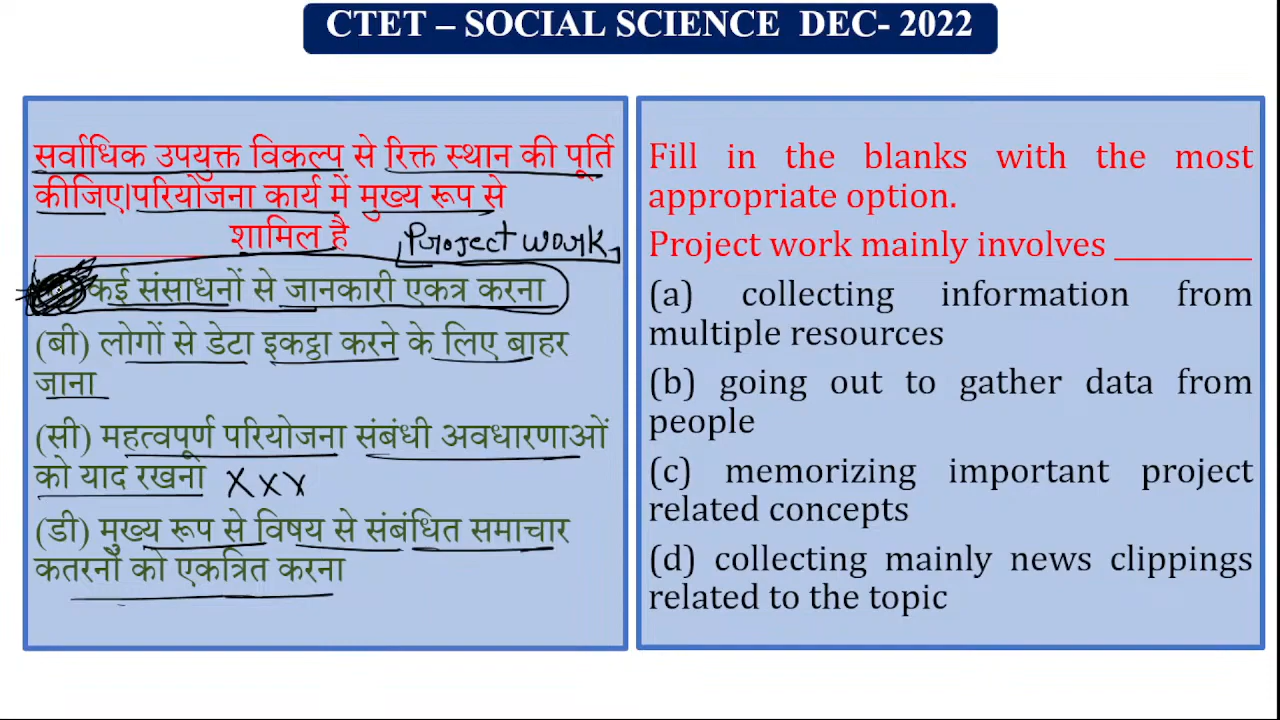 CTET – SOCIAL SCIENCE DEC- 2022
सर्वाधिक उपयुक्त विकल्प से रिक्त स्थान की पूर्ति
कीजिए।परियोजना कार्य में मुख्य रूप से
__________ शामिल है
Project work
कई संसाधनों से जानकारी एकत्र करना
(बी) लोगों से डेटा इकट्ठा करने के लिए बाहर
जाना
(सी) महत्वपूर्ण परियोजना संबंधी अवधारणाओं
को याद रखना xxx
(डी) मुख्य रूप से विषय से संबंधित समाचार
कतरनों को एकत्रित करना
Fill in the blanks with the most
appropriate option.
Project work mainly involves _________
(a) collecting information from
multiple resources
(b) going out to gather data from
people
(c) memorizing important project
related concepts
(d) collecting mainly news clippings
related to the topic